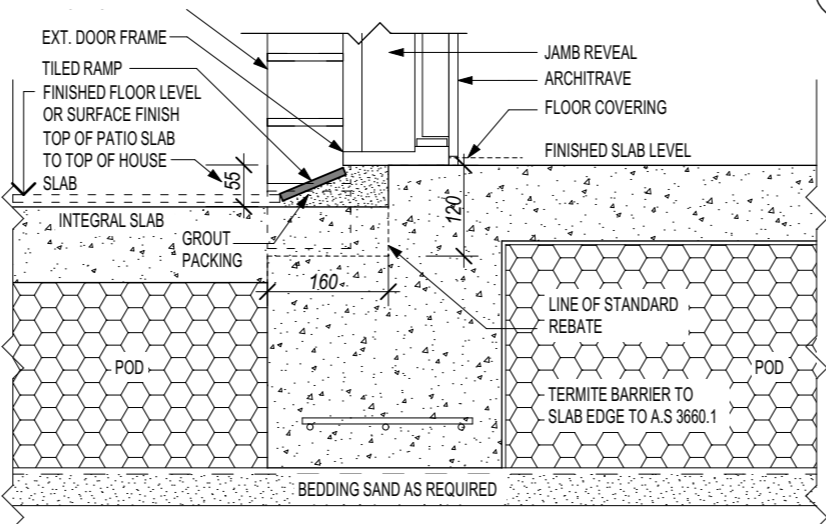 EXT. DOOR FRAME
TILED RAMP
FINISHED FLOOR LEVEL
OR SURFACE FINISH
TOP OF PATIO SLAB
TO TOP OF HOUSE
SLAB
55
INTEGRAL SLAB
GROUT
PACKING
160
120
JAMB REVEAL
ARCHITRAVE
FLOOR COVERING
FINISHED SLAB LEVEL
LINE OF STANDARD
REBATE
POD
POD
TERMITE BARRIER TO
SLAB EDGE TO A.S 3660.1
BEDDING SAND AS REQUIRED